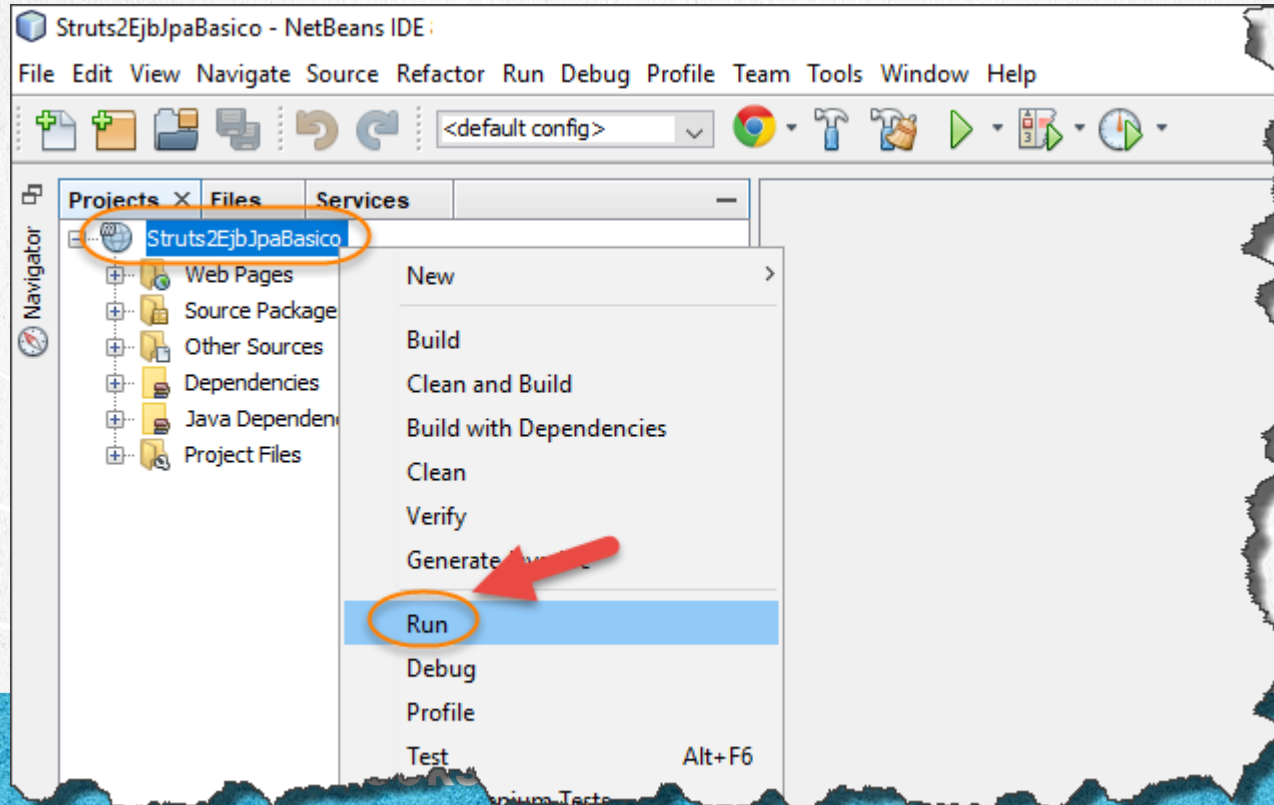 Struts2EjbJpaBasico - NetBeans IDE
File Edit View Navigate Source Refactor Run Debug Profile Team Tools Window Help
<default config>
Projects Files Services
Navigator
Struts2EjbJpaBasico
Web Pages
Source Package
Other Sources
Dependencies
Java Dependen
Project Files
New
Build
Clean and Build
Build with Dependencies
Clean
Verify
Generate
Run
Debug
Profile
Test Alt+F6